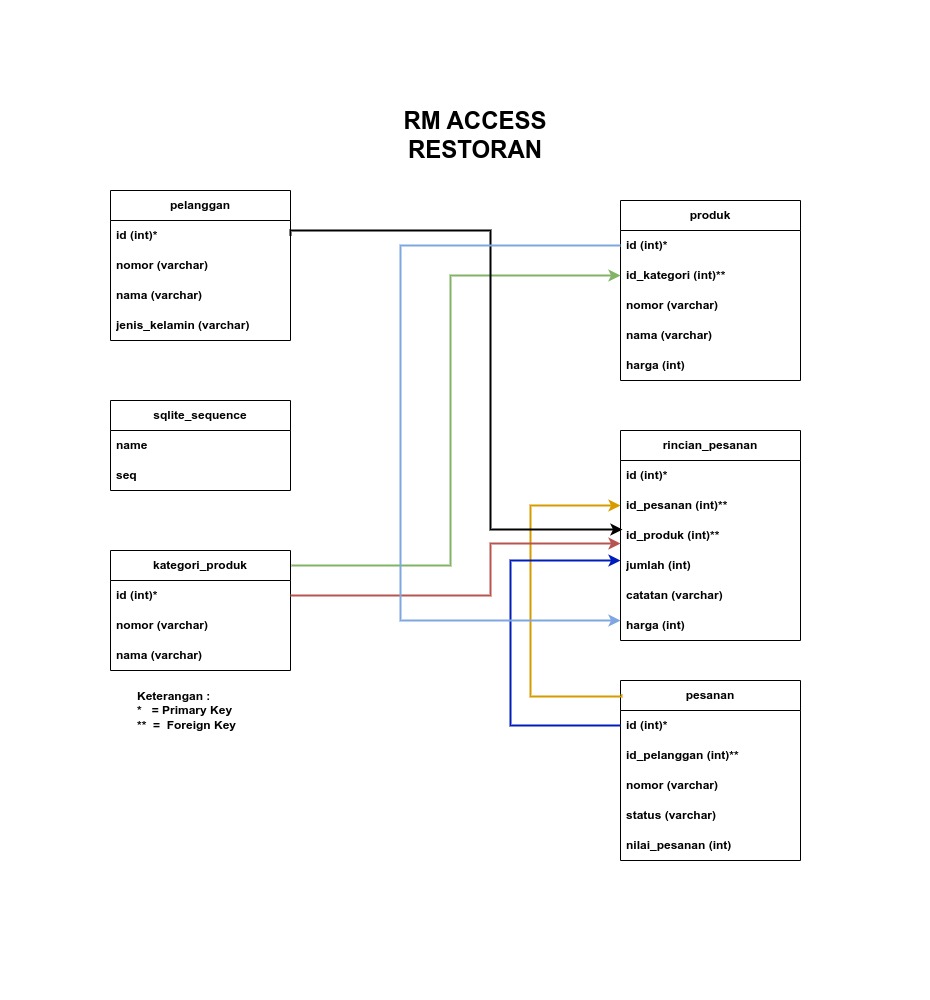 RM ACCESS
RESTORAN
pelanggan
id (int)*
nomor (varchar)
nama (varchar)
jenis_kelamin (varchar)
sqlite_sequence
name
seq
kategori_produk
id (int)*
nomor (varchar)
nama (varchar)
Keterangan :
* = Primary Key
** = Foreign Key
produk
id (int)*
id_kategori (int)**
nomor (varchar)
nama (varchar)
harga (int)
rincian_pesanan
id (int)*
id_pesanan (int)**
id_produk (int)**
jumlah (int)
catatan (varchar)
harga (int)
pesanan
id (int)*
id_pelanggan (int)**
nomor (varchar)
status (varchar)
nilai_pesanan (int)